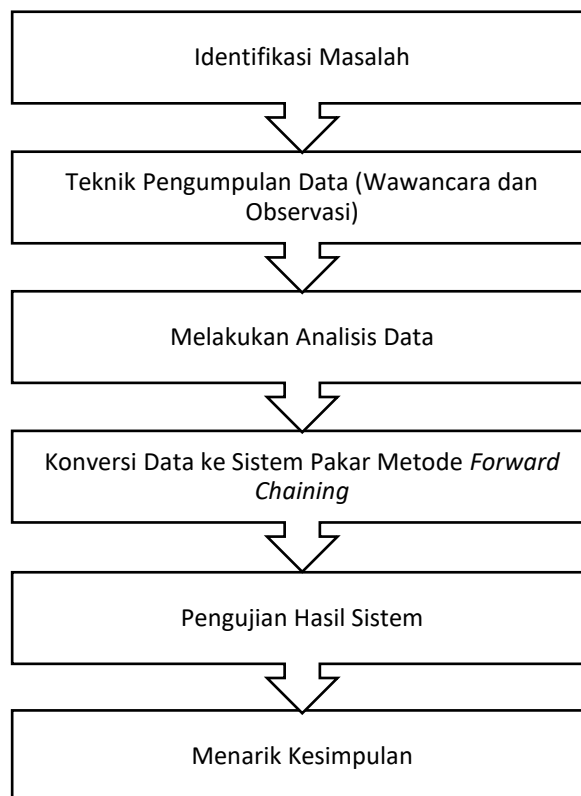 Identifikasi Masalah
Teknik Pengumpulan Data (Wawancara dan
Observasi)
Melakukan Analisis Data
Konversi Data ke Sistem Pakar Metode Forward
Chaining
Pengujian Hasil Sistem
Menarik Kesimpulan